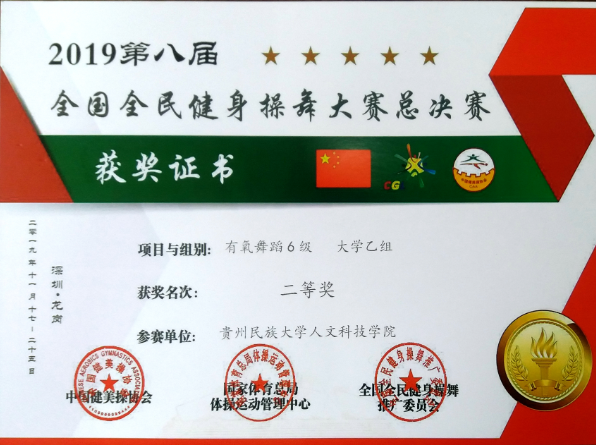 2019第八届
全国全民健身操舞大赛总决赛
获奖证书
CG
项目与组别: 有氧舞蹈6级 大学乙组
获奖名次: 二等奖
参赛单位: 贵州民族大学人文科技学院
二零一九年十一月十七-二十五日
深圳·龙岗
中国健美操协会
国家体育总局
体操运动管理中心
全国全民健身操舞
推广委员会